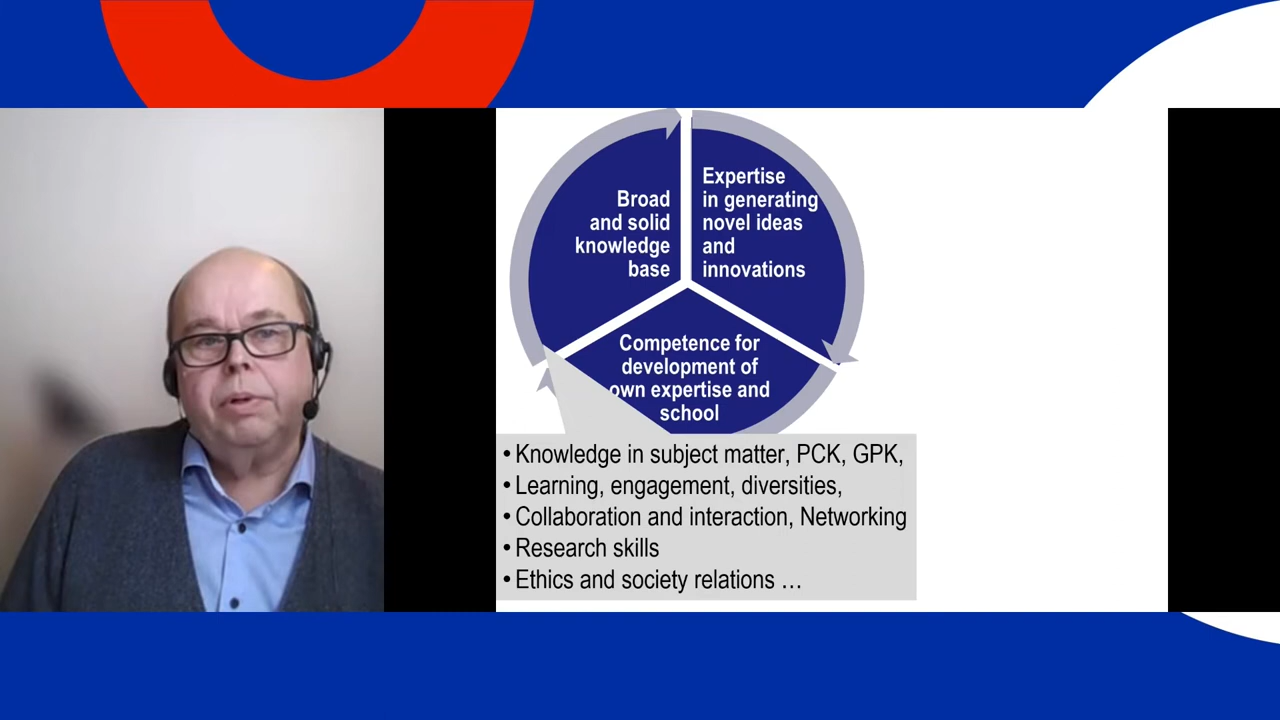 Broad
and solid
knowledge
base
Expertise
in generating
novel ideas
and
innovations
Competence for
development of
own expertise and
school
• Knowledge in subject matter, PCK, GPK,
• Learning, engagement, diversities,
• Collaboration and interaction, Networking
• Research skills
• Ethics and society relations …